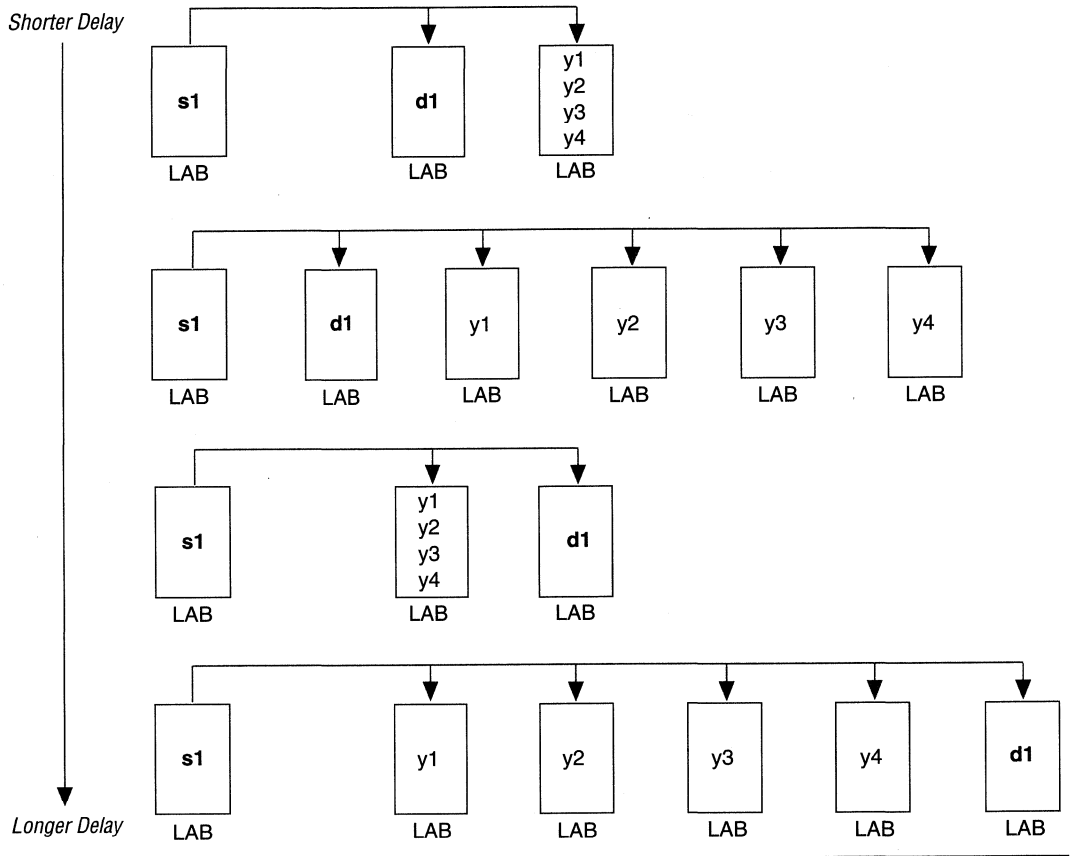 Shorter Delay
s1
d1
y1
y2
y3
y4
LAB LAB LAB
s1 d1 y1 y2 y3 y4
LAB LAB LAB LAB LAB LAB
s1
y1
y2
y3
y4
d1
LAB LAB LAB
s1 y1 y2 y3 y4 d1
LAB LAB LAB LAB LAB LAB
Longer Delay